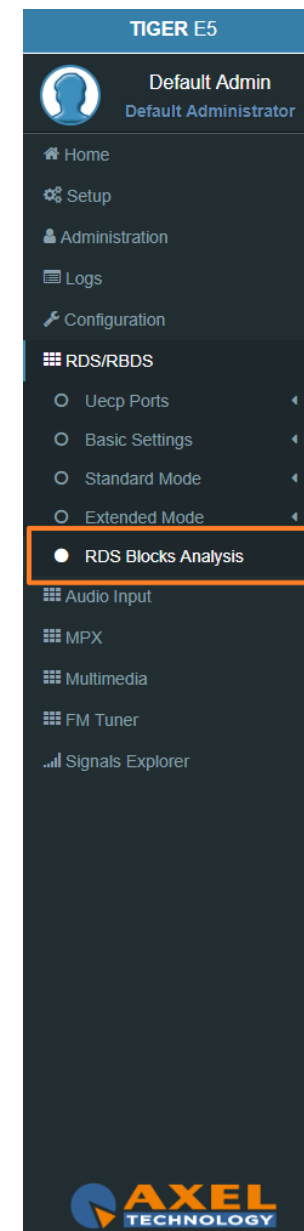 TIGER E5
Default Admin
Default Administrator
Home
Setup
Administration
Logs
Configuration
RDS/RBDS
Uecp Ports
Basic Settings
Standard Mode
Extended Mode
RDS Blocks Analysis
Audio Input
MPX
Multimedia
FM Tuner
Signals Explorer
AXEL
TECHNOLOGY